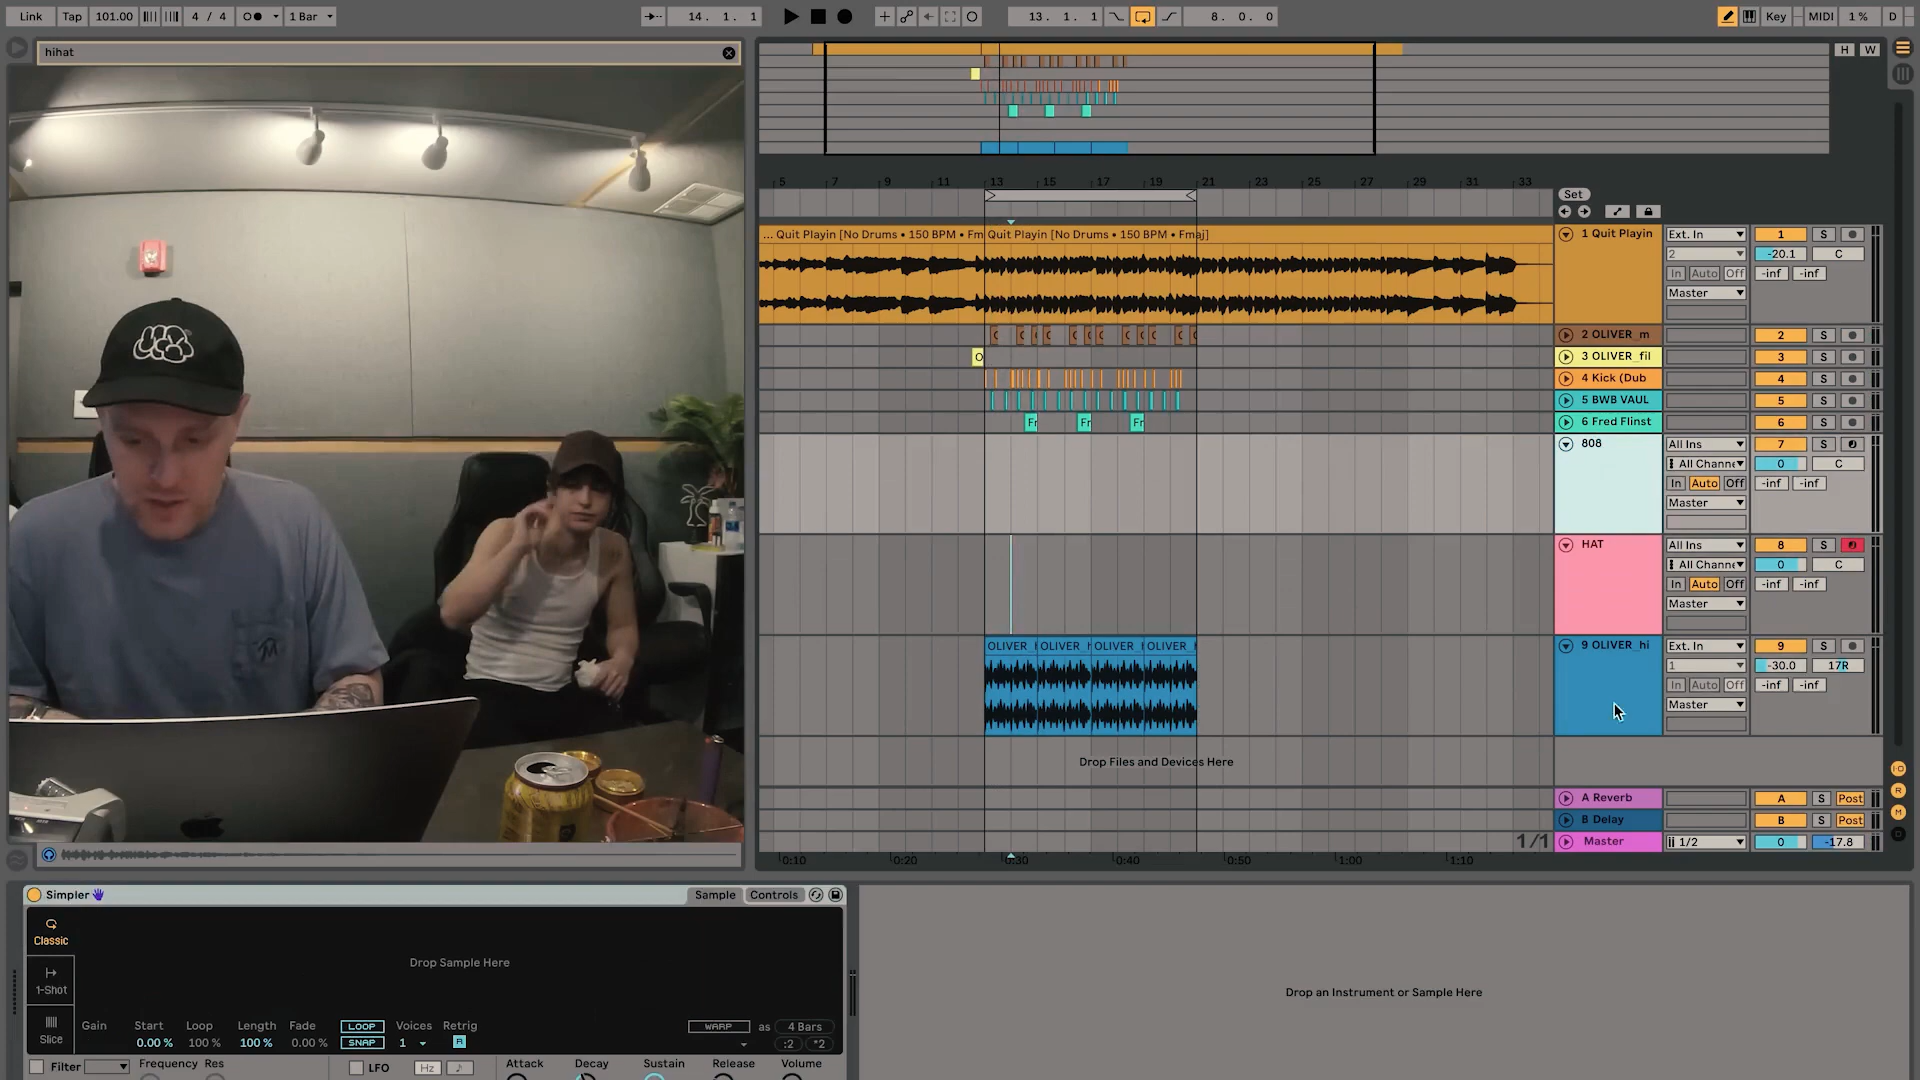 Link Tap 101.00 4 / 4 1 Bar 14. 1. 1 13. 1. 1 8. 0. 0 Key MIDI 1 % D
hihat
H W
5 7 9 11 13 15 17 19 21 23 25 27 29 31 33
Set
... Quit Playin [No Drums • 150 BPM • Fm Quit Playin [No Drums • 150 BPM • Fmaj]
1 Quit Playin Ext. In 1 S
2 -20.1 C
In Auto Off -inf -inf
Master
2 OLIVER_m 2 S
O 3 OLIVER_fil 3 S
4 Kick (Dub 4 S
5 BWB VAUL 5 S
Fr Fr Fr 6 Fred Flinst 6 S
808 All Ins 7 S
All Channe 0 C
In Auto Off -inf -inf
Master
HAT All Ins 8 S
All Channe 0 C
In Auto Off -inf -inf
Master
OLIVER_h OLIVER_h OLIVER_h OLIVER_h 9 OLIVER_hi Ext. In 9 S
1 -30.0 17R
In Auto Off -inf -inf
Master
Drop Files and Devices Here
A Reverb A S Post
B Delay B S Post
1/1 Master 1/2 0 -17.8
0:10 0:20 0:30 0:40 0:50 1:00 1:10
Simpler Sample Controls
Classic
Drop Sample Here
1-Shot
Drop an Instrument or Sample Here
Slice
Gain Start Loop Length Fade LOOP Voices Retrig WARP as 4 Bars
0.00 % 100 % 100 % 0.00 % SNAP 1 R :2 *2
Filter Frequency Res LFO Hz Attack Decay Sustain Release Volume